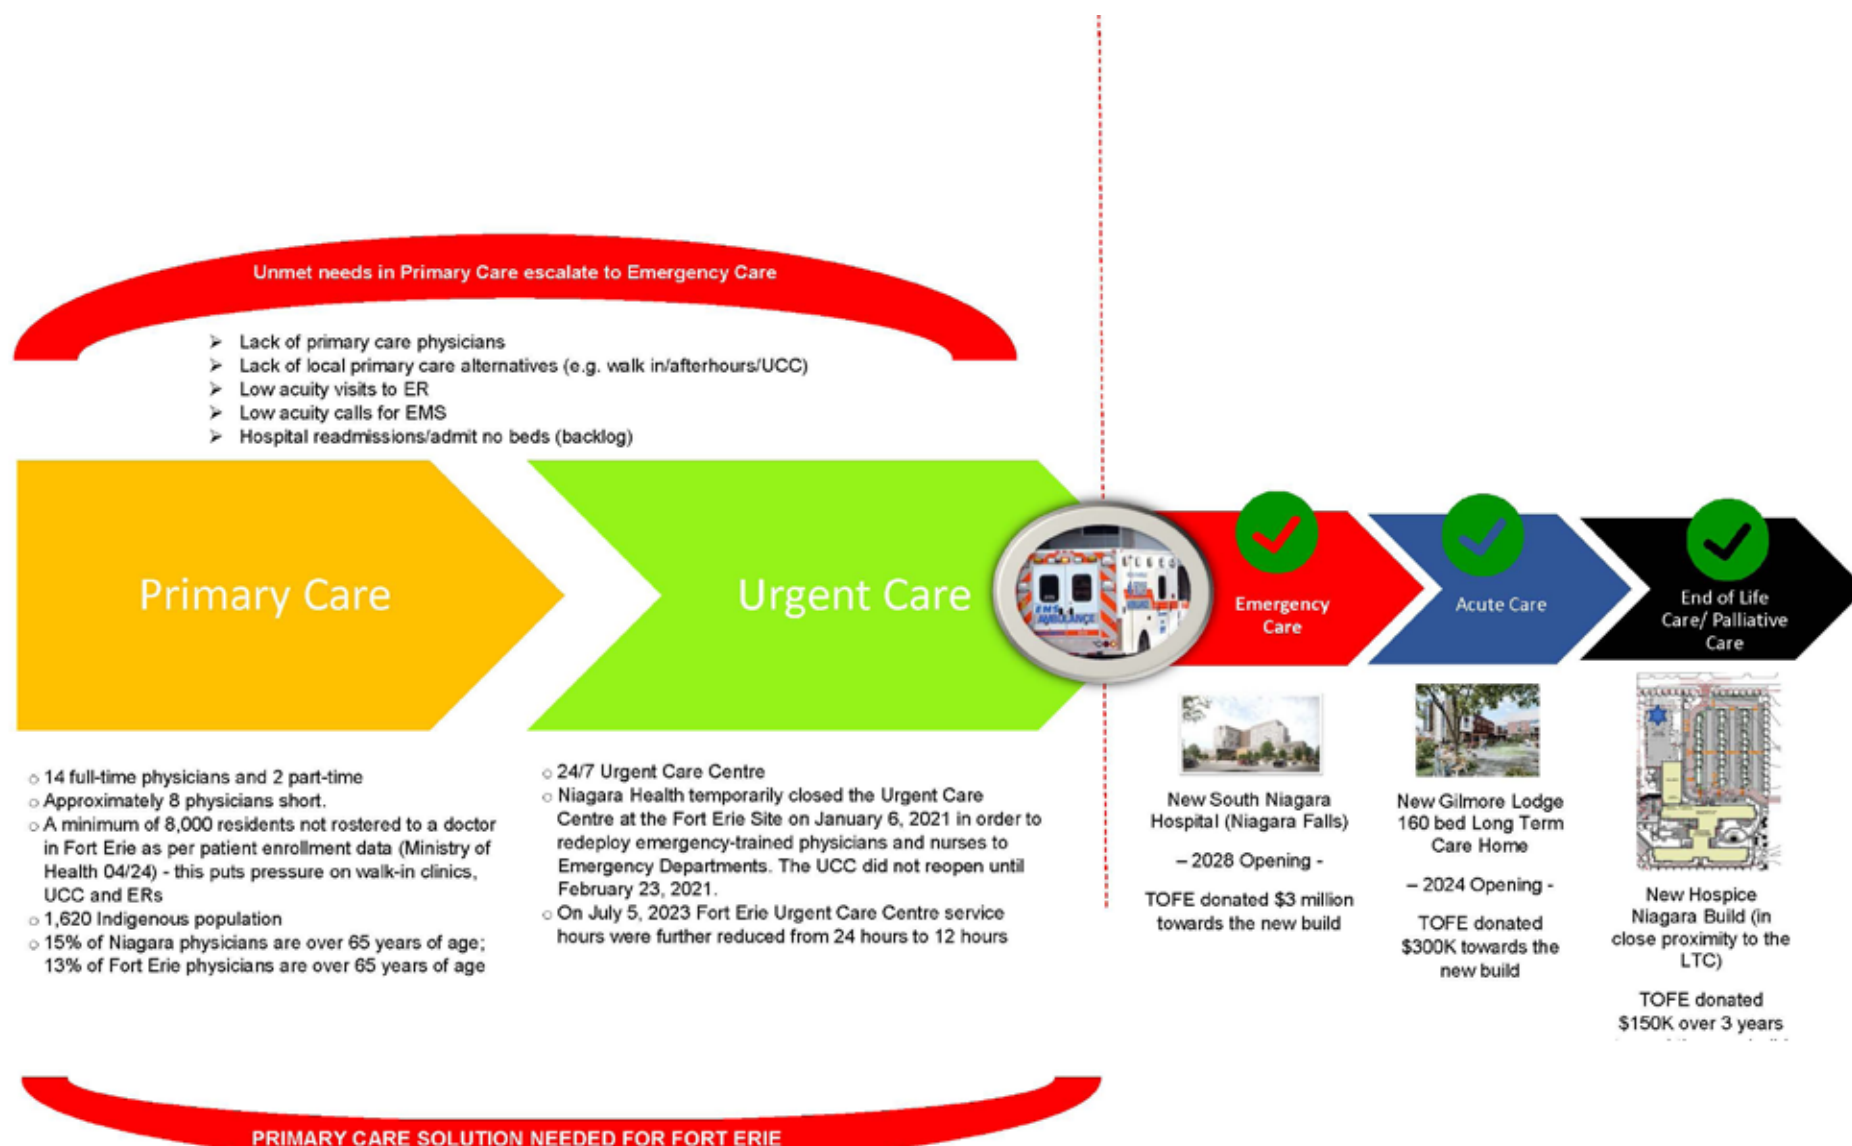 Unmet needs in Primary Care escalate to Emergency Care
➢ Lack of primary care physicians
➢ Lack of local primary care alternatives (e.g. walk in/afterhours/UCC)
➢ Low acuity visits to ER
➢ Low acuity calls for EMS
➢ Hospital readmissions/admit no beds (backlog)
Primary Care
Urgent Care
EMS
AMBULANCE
Emergency
Care
Acute Care
End of Life
Care/ Palliative
Care
○ 14 full-time physicians and 2 part-time
○ Approximately 8 physicians short.
○ A minimum of 8,000 residents not rostered to a doctor
in Fort Erie as per patient enrollment data (Ministry of
Health 04/24) - this puts pressure on walk-in clinics,
UCC and ERs
○ 1,620 Indigenous population
○ 15% of Niagara physicians are over 65 years of age;
13% of Fort Erie physicians are over 65 years of age
○ 24/7 Urgent Care Centre
○ Niagara Health temporarily closed the Urgent Care
Centre at the Fort Erie Site on January 6, 2021 in order to
redeploy emergency-trained physicians and nurses to
Emergency Departments. The UCC did not reopen until
February 23, 2021.
○ On July 5, 2023 Fort Erie Urgent Care Centre service
hours were further reduced from 24 hours to 12 hours
New South Niagara
Hospital (Niagara Falls)
– 2028 Opening -
TOFE donated $3 million
towards the new build
New Gilmore Lodge
160 bed Long Term
Care Home
– 2024 Opening -
TOFE donated
$300K towards the
new build
New Hospice
Niagara Build (in
close proximity to the
LTC)
TOFE donated
$150K over 3 years
PRIMARY CARE SOLUTION NEEDED FOR FORT ERIE